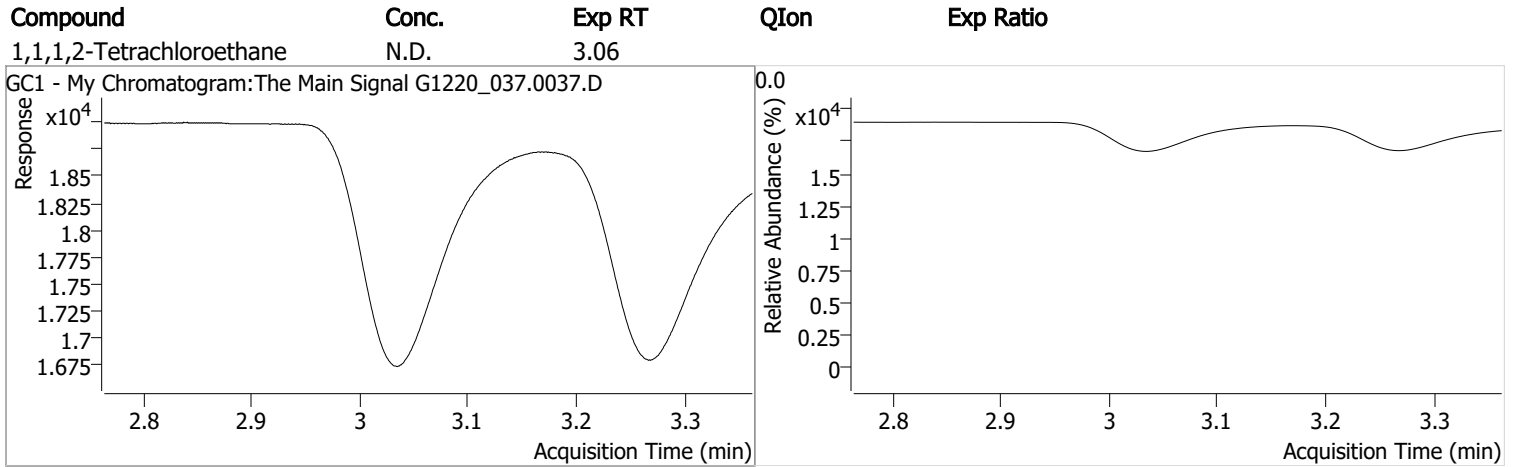 Compound Conc. Exp RT QIon Exp Ratio
1,1,1,2-Tetrachloroethane N.D. 3.06
GC1 - My Chromatogram:The Main Signal G1220_037.0037.D
Response
x10⁴
1.85
1.825
1.8
1.775
1.75
1.725
1.7
1.675
2.8 2.9 3 3.1 3.2 3.3
Acquisition Time (min)
0.0
Relative Abundance (%)
x10⁴
1.5
1.25
1
0.75
0.5
0.25
0
2.8 2.9 3 3.1 3.2 3.3
Acquisition Time (min)